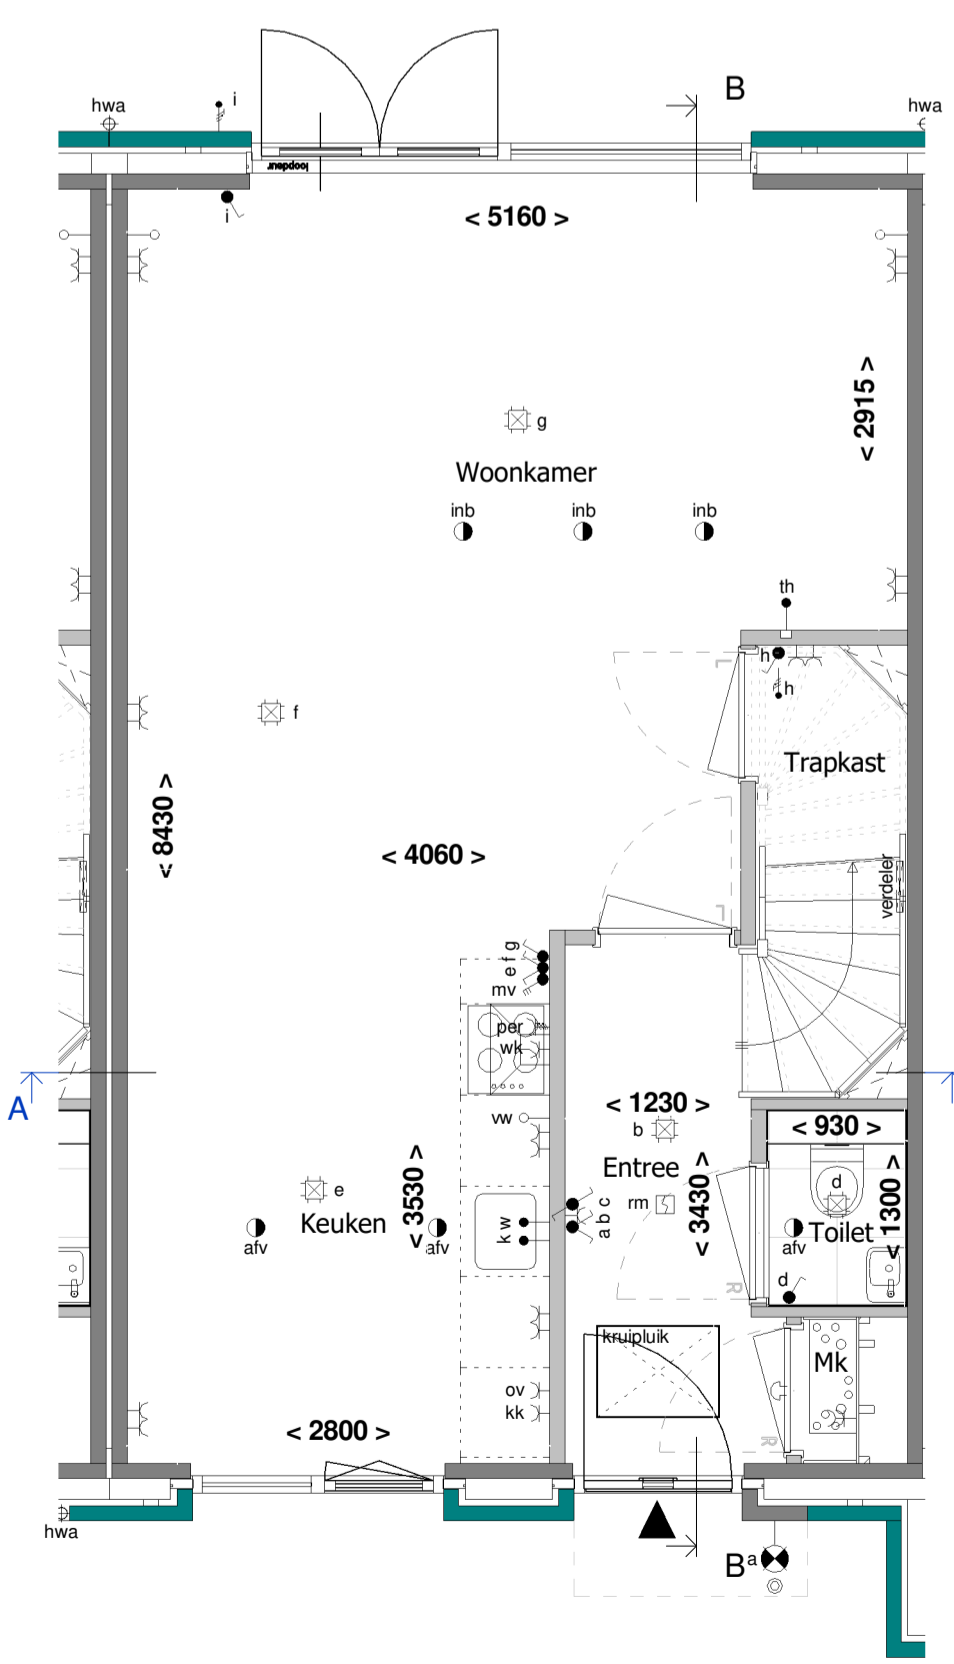 B
hwa
i
hwa
loopdeur
i
< 5160 >
< 2915 >
g
Woonkamer
inb
inb
inb
th
h
L
h
f
Trapkast
< 8430 >
< 4060 >
verdeler
L
e f g
mv
per
wk
A
< 1230 >
vw
b
< 930 >
Entree
e
d
rm
Keuken
< 3530 >
k w
a b c
< 3430 >
Toilet
< 1300 >
afv
afv
afv
d
R
kruipluik
Mk
ov
kk
< 2800 >
R
hwa
B
a